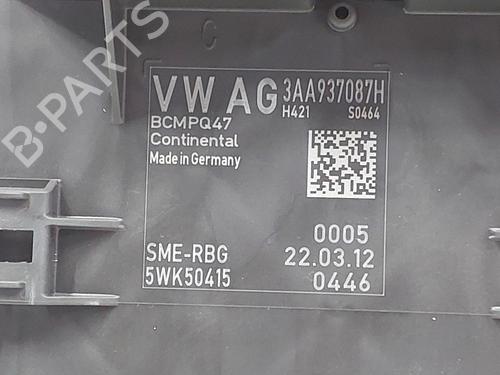 C
VW AG 3AA937087H
BCMPQ47 H421 S0464
Continental
Made in Germany
SME-RBG 0005
5WK50415 22.03.12
0446
B-PARTS